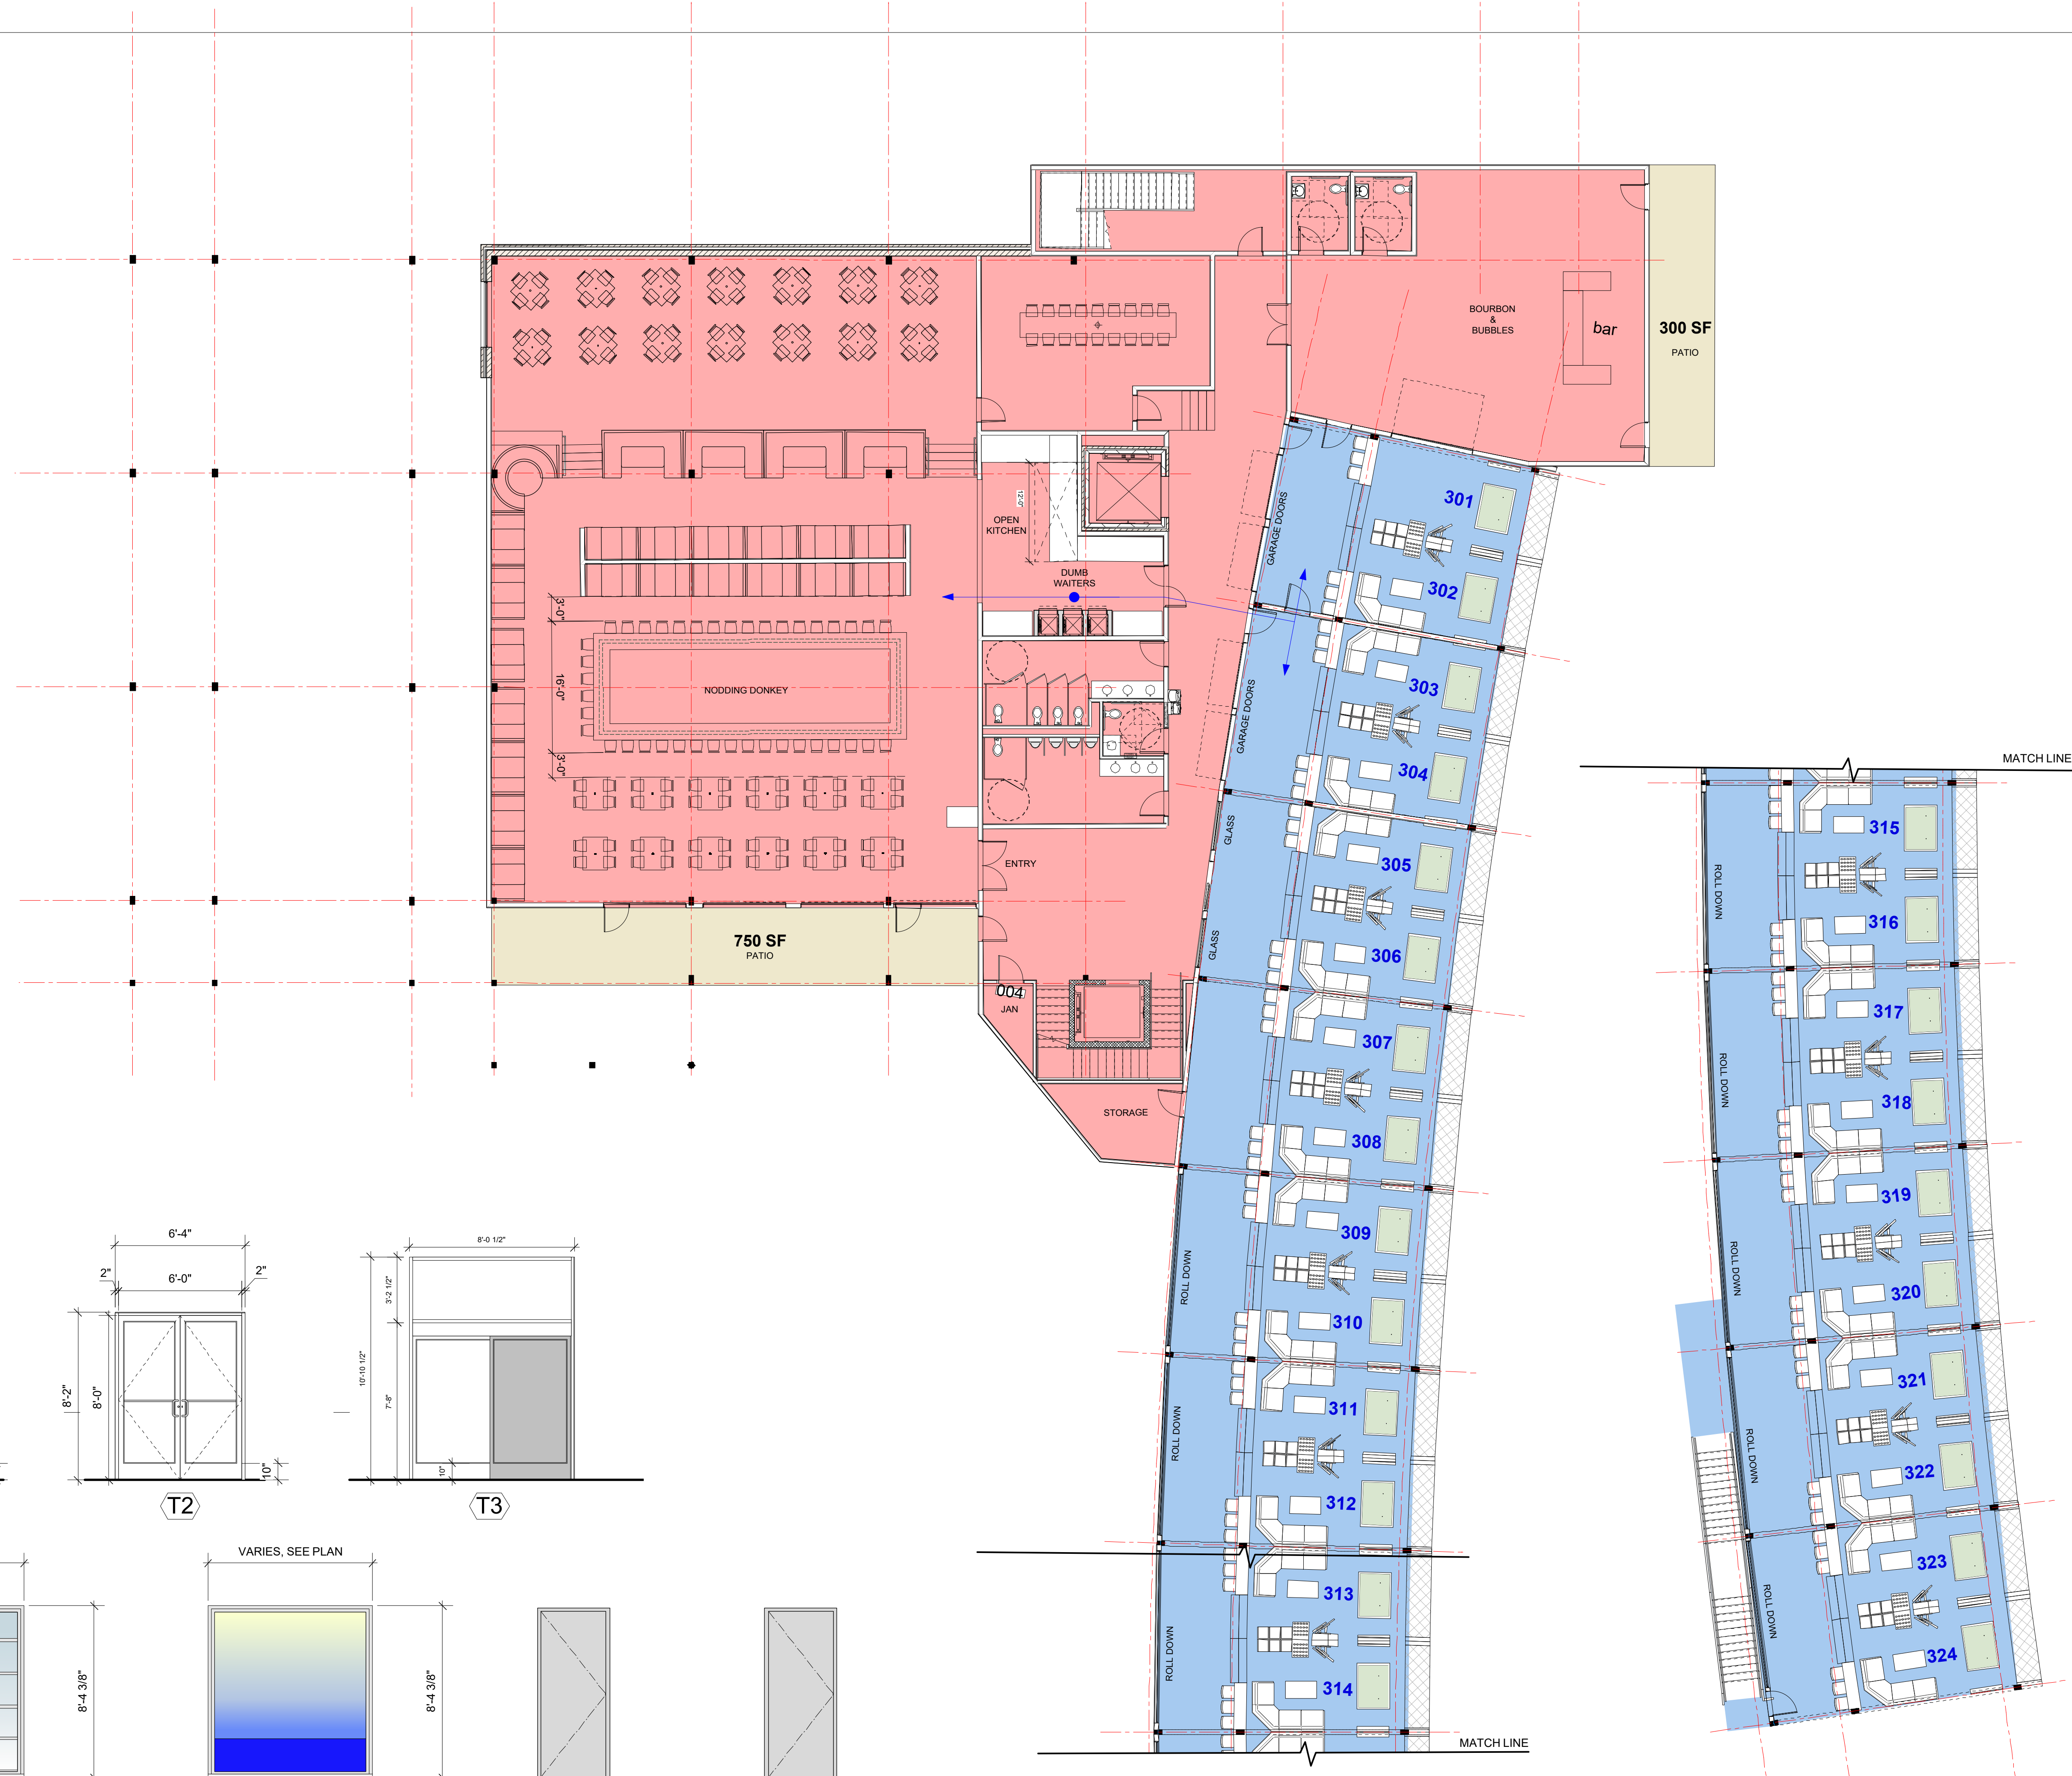 BOURBON
&
BUBBLES
bar
300 SF
PATIO
OPEN
KITCHEN
12'-0"
DUMB
WAITERS
3'-0"
16'-0"
3'-0"
NODDING DONKEY
ENTRY
750 SF
PATIO
004
JAN
STORAGE
GARAGE DOORS
GARAGE DOORS
GLASS
GLASS
ROLL DOWN
ROLL DOWN
ROLL DOWN
301
302
303
304
305
306
307
308
309
310
311
312
313
314
MATCH LINE
MATCH LINE
315
316
317
318
319
320
321
322
323
324
ROLL DOWN
ROLL DOWN
ROLL DOWN
ROLL DOWN
ROLL DOWN
6'-4"
2"
6'-0"
2"
8'-2"
8'-0"
10"
T2
8'-0 1/2"
10'-10 1/2"
3'-2 1/2"
7'-8"
10"
T3
VARIES, SEE PLAN
8'-4 3/8"
8'-4 3/8"